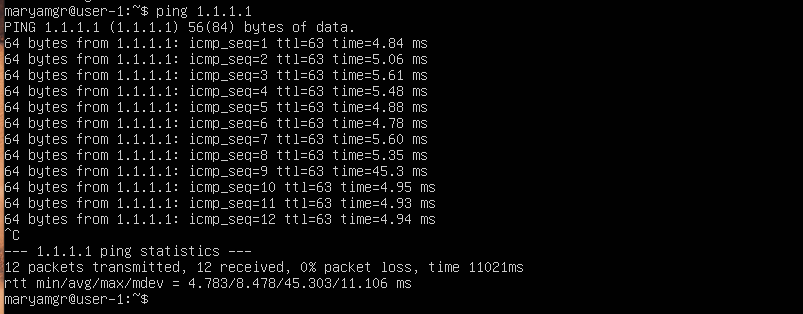 maryamgr@user-1:~$ ping 1.1.1.1
PING 1.1.1.1 (1.1.1.1) 56(84) bytes of data.
64 bytes from 1.1.1.1: icmp_seq=1 ttl=63 time=4.84 ms
64 bytes from 1.1.1.1: icmp_seq=2 ttl=63 time=5.06 ms
64 bytes from 1.1.1.1: icmp_seq=3 ttl=63 time=5.61 ms
64 bytes from 1.1.1.1: icmp_seq=4 ttl=63 time=5.48 ms
64 bytes from 1.1.1.1: icmp_seq=5 ttl=63 time=4.88 ms
64 bytes from 1.1.1.1: icmp_seq=6 ttl=63 time=4.78 ms
64 bytes from 1.1.1.1: icmp_seq=7 ttl=63 time=5.60 ms
64 bytes from 1.1.1.1: icmp_seq=8 ttl=63 time=5.35 ms
64 bytes from 1.1.1.1: icmp_seq=9 ttl=63 time=45.3 ms
64 bytes from 1.1.1.1: icmp_seq=10 ttl=63 time=4.95 ms
64 bytes from 1.1.1.1: icmp_seq=11 ttl=63 time=4.93 ms
64 bytes from 1.1.1.1: icmp_seq=12 ttl=63 time=4.94 ms
^C
--- 1.1.1.1 ping statistics ---
12 packets transmitted, 12 received, 0% packet loss, time 11021ms
rtt min/avg/max/mdev = 4.783/8.478/45.303/11.106 ms
maryamgr@user-1:~$